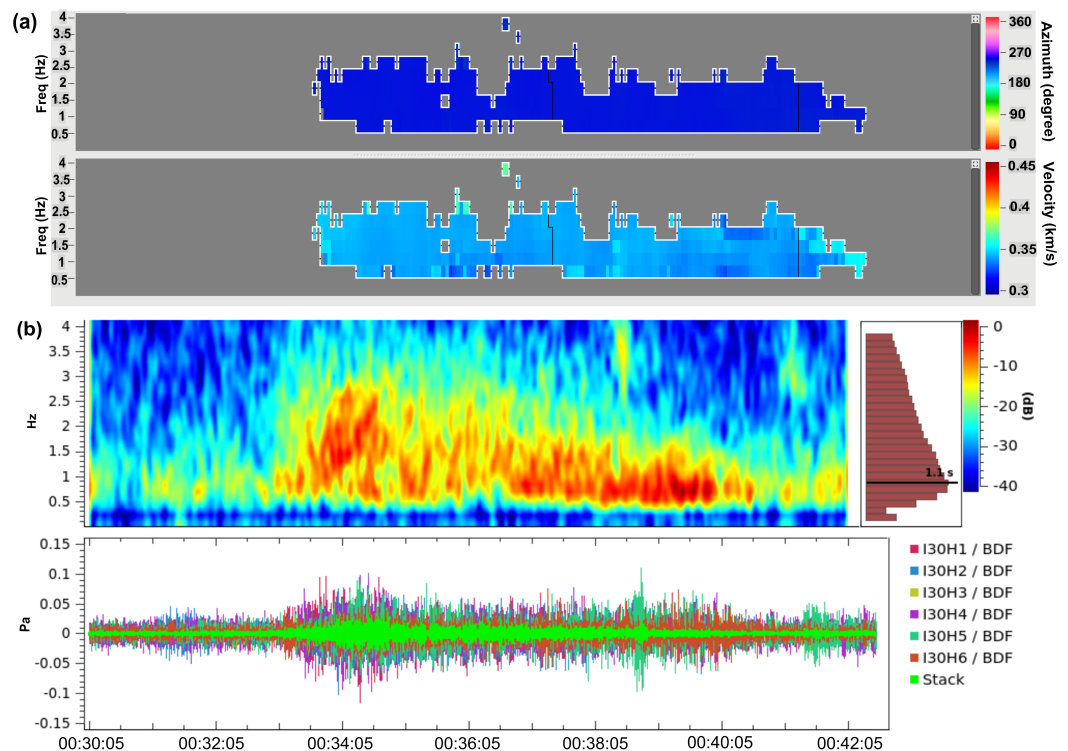 (a)
4
3.5
3
2.5
2
1.5
1
0.5
Freq (Hz)
360
270
180
90
0
Azimuth (degree)
4
3.5
3
2.5
2
1.5
1
0.5
Freq (Hz)
0.45
0.4
0.35
0.3
Velocity (km/s)
(b)
4
3.5
3
2.5
2
1.5
1
0.5
Hz
1.1 s
0
-10
-20
-30
-40
(dB)
0.15
0.1
0.05
0
-0.05
-0.1
-0.15
Pa
I30H1 / BDF
I30H2 / BDF
I30H3 / BDF
I30H4 / BDF
I30H5 / BDF
I30H6 / BDF
Stack
00:30:05 00:32:05 00:34:05 00:36:05 00:38:05 00:40:05 00:42:05